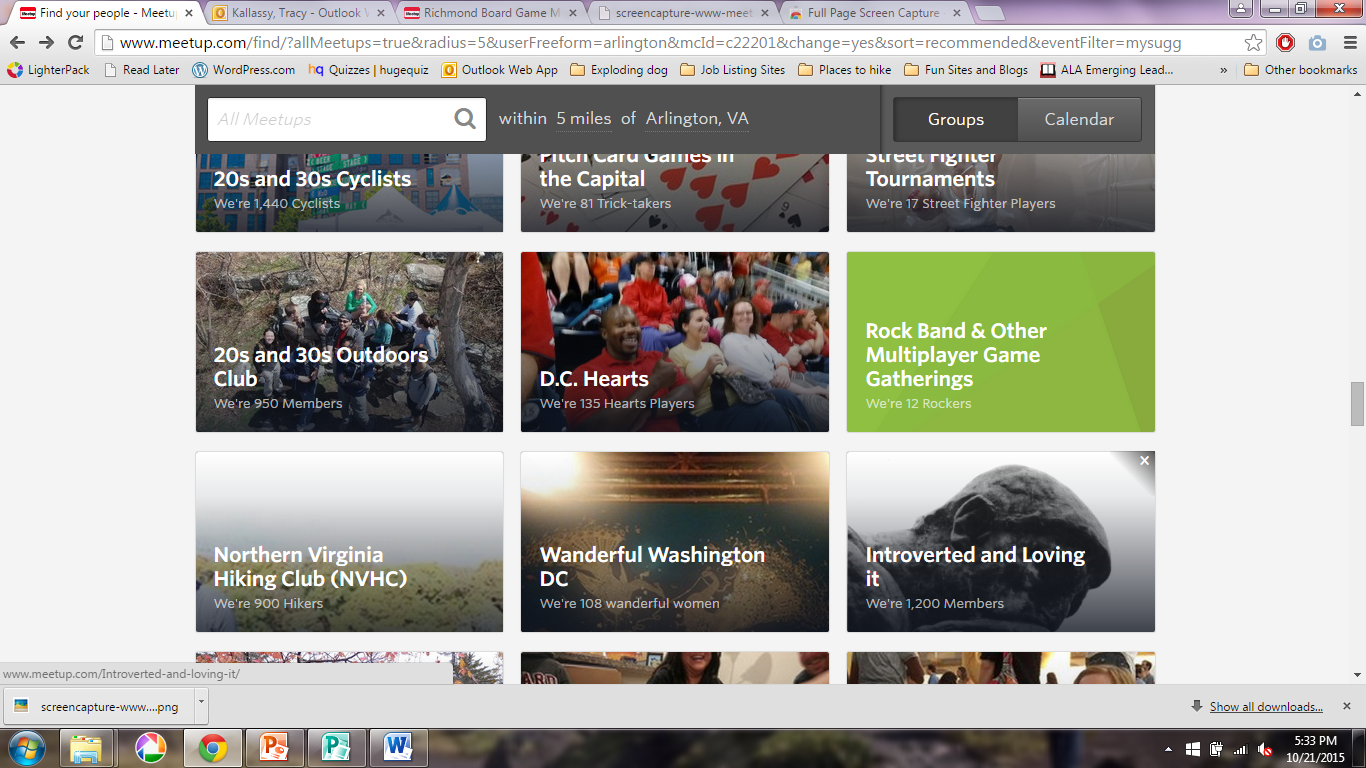 Find your people - Meetu
Kallassy, Tracy - Outlook W
Richmond Board Game M
screencapture-www-meet
Full Page Screen Capture
www.meetup.com/find/?allMeetups=true&radius=5&userFreeform=arlington&mcId=c22201&change=yes&sort=recommended&eventFilter=mysugg
LighterPack
Read Later
WordPress.com
hq Quizzes | hugequiz
Outlook Web App
Exploding dog
Job Listing Sites
Places to hike
Fun Sites and Blogs
ALA Emerging Lead...
»
Other bookmarks
All Meetups
within 5 miles of Arlington, VA
Groups
Calendar
20s and 30s Cyclists
We're 1,440 Cyclists
Pitch Card Games in
the Capital
We're 81 Trick-takers
Street Fighter
Tournaments
We're 17 Street Fighter Players
20s and 30s Outdoors
Club
We're 950 Members
D.C. Hearts
We're 135 Hearts Players
Rock Band & Other
Multiplayer Game
Gatherings
We're 12 Rockers
Northern Virginia
Hiking Club (NVHC)
We're 900 Hikers
Wanderful Washington
DC
We're 108 wanderful women
Introverted and Loving
it
We're 1,200 Members
www.meetup.com/Introverted-and-loving-it/
screencapture-www....png
Show all downloads...
5:33 PM
10/21/2015